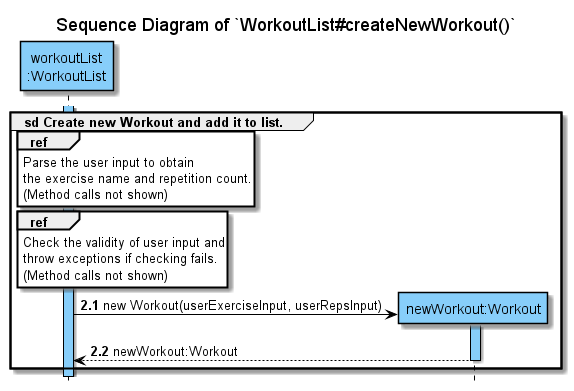 Sequence Diagram of `WorkoutList#createNewWorkout()`
workoutList
:WorkoutList
sd Create new Workout and add it to list.
ref
Parse the user input to obtain
the exercise name and repetition count.
(Method calls not shown)
ref
Check the validity of user input and
throw exceptions if checking fails.
(Method calls not shown)
2.1 new Workout(userExerciseInput, userRepsInput)
newWorkout:Workout
2.2 newWorkout:Workout